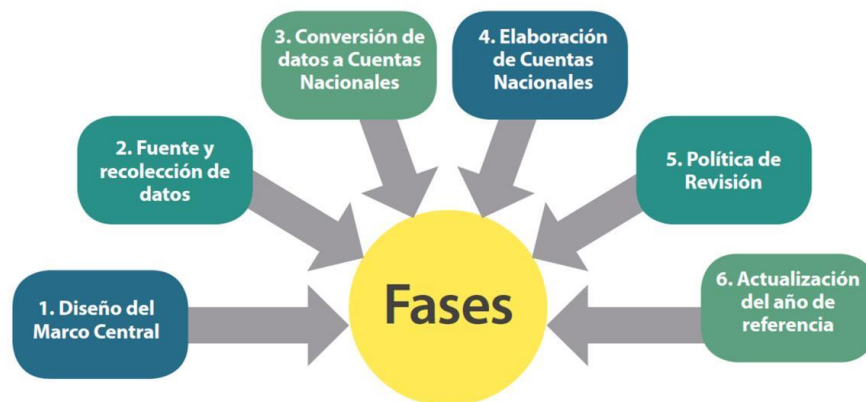 1. Diseño del
Marco Central
2. Fuente y
recolección de
datos
3. Conversión de
datos a Cuentas
Nacionales
4. Elaboración
de Cuentas
Nacionales
5. Política de
Revisión
6. Actualización
del año de
referencia
Fases